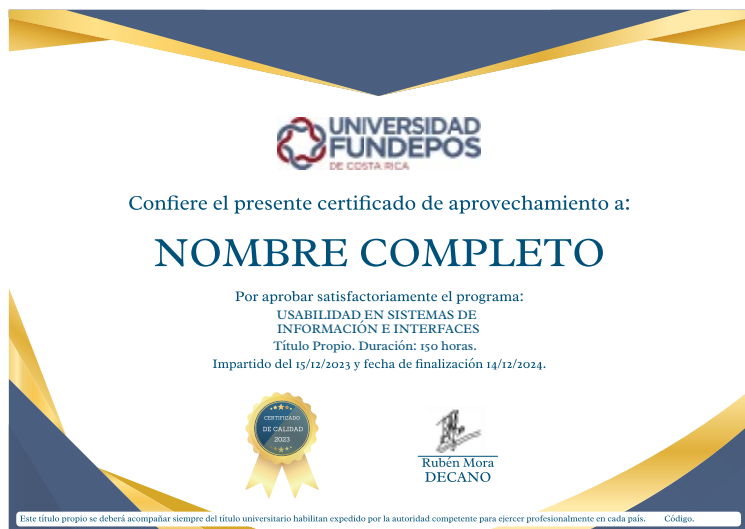 UNIVERSIDAD
FUNDEPOS
DE COSTA RICA
Confiere el presente certificado de aprovechamiento a:
NOMBRE COMPLETO
Por aprobar satisfactoriamente el programa:
USABILIDAD EN SISTEMAS DE
INFORMACIÓN E INTERFACES
Título Propio. Duración: 150 horas.
Impartido del 15/12/2023 y fecha de finalización 14/12/2024.
CERTIFICADO
DE CALIDAD
2023
Rubén Mora
DECANO
Este título propio se deberá acompañar siempre del título universitario habilitan expedido por la autoridad competente para ejercer profesionalmente en cada país. Código.